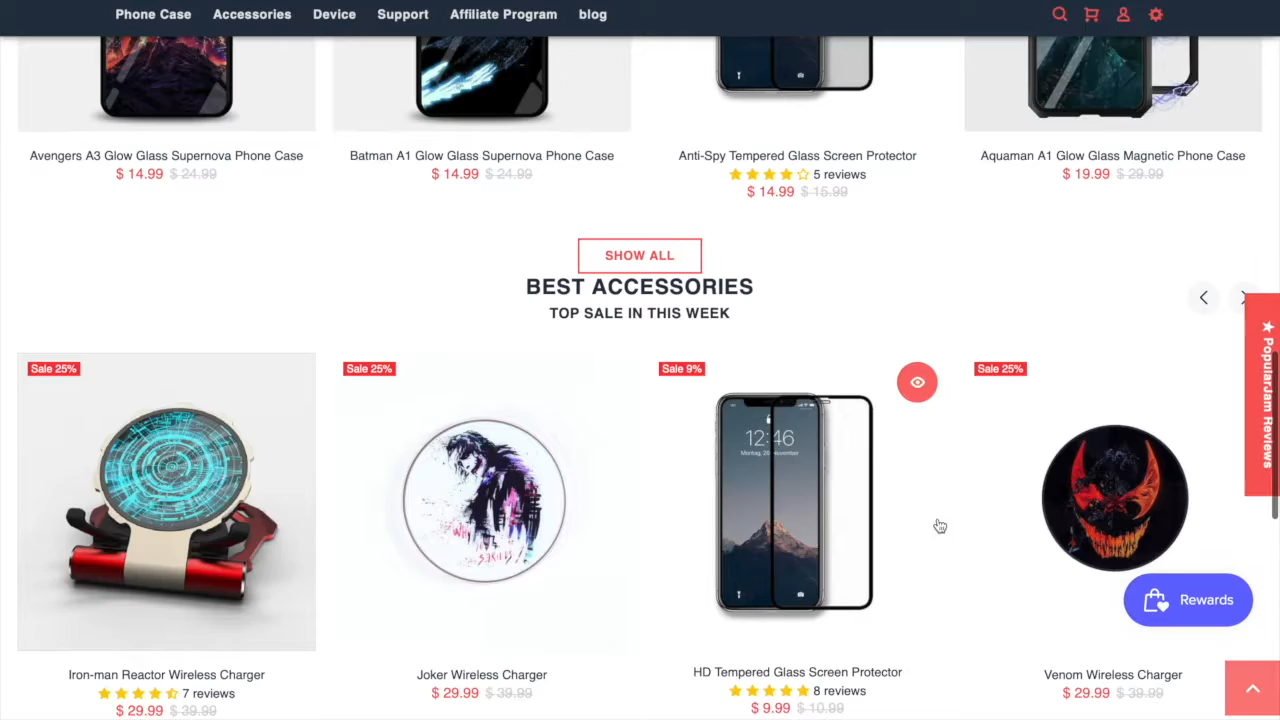 Phone Case Accessories Device Support Affiliate Program blog
Avengers A3 Glow Glass Supernova Phone Case
$ 14.99 $ 24.99
Batman A1 Glow Glass Supernova Phone Case
$ 14.99 $ 24.99
Anti-Spy Tempered Glass Screen Protector
5 reviews
$ 14.99 $ 15.99
Aquaman A1 Glow Glass Magnetic Phone Case
$ 19.99 $ 29.99
SHOW ALL
BEST ACCESSORIES
TOP SALE IN THIS WEEK
★ PopularJam Reviews
Sale 25%
Sale 25%
Sale 9%
Sale 25%
12:46
Iron-man Reactor Wireless Charger
7 reviews
$ 29.99 $ 39.99
Joker Wireless Charger
$ 29.99 $ 39.99
HD Tempered Glass Screen Protector
8 reviews
$ 9.99 $ 10.99
Venom Wireless Charger
$ 29.99 $ 39.99
Rewards